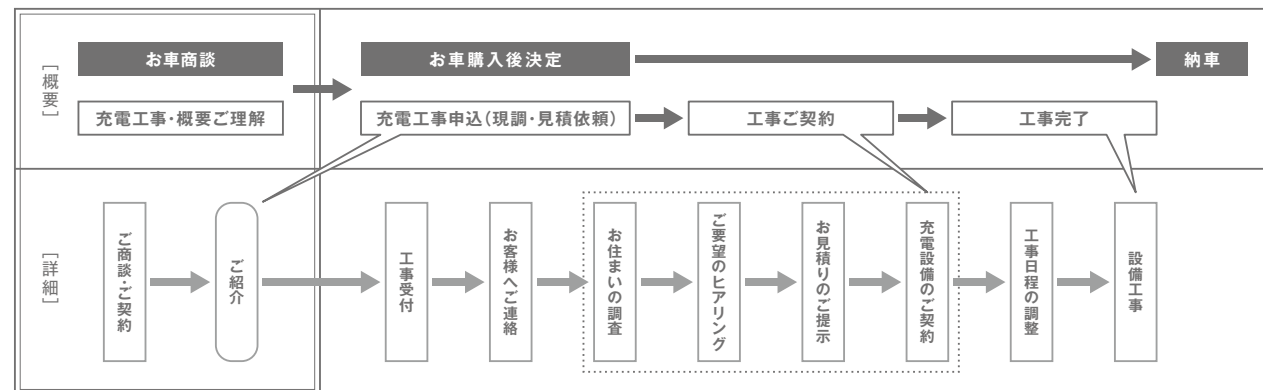 [概要]
お車商談
お車購入後決定
納車
充電工事・概要ご理解
充電工事申込(現調・見積依頼)
工事ご契約
工事完了
[詳細]
ご商談・ご契約
ご紹介
工事受付
お客様へご連絡
お住まいの調査
ご要望のヒアリング
お見積りのご提示
充電設備のご契約
工事日程の調整
設備工事